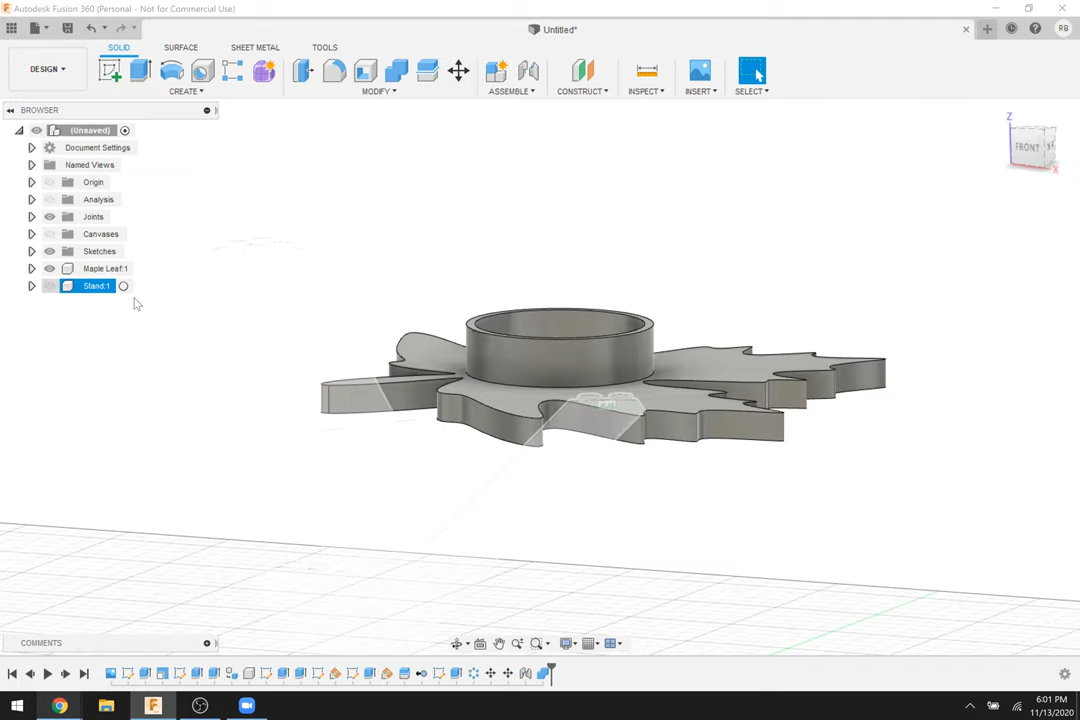 Autodesk Fusion 360 (Personal - Not for Commercial Use)
Untitled*
RB
SOLID SURFACE SHEET METAL TOOLS
DESIGN
CREATE MODIFY ASSEMBLE CONSTRUCT INSPECT INSERT SELECT
BROWSER
(Unsaved)
Document Settings
Named Views
Origin
Analysis
Joints
Canvases
Sketches
Maple Leaf:1
Stand:1
Z
FRONT
X
COMMENTS
6:01 PM
11/13/2020